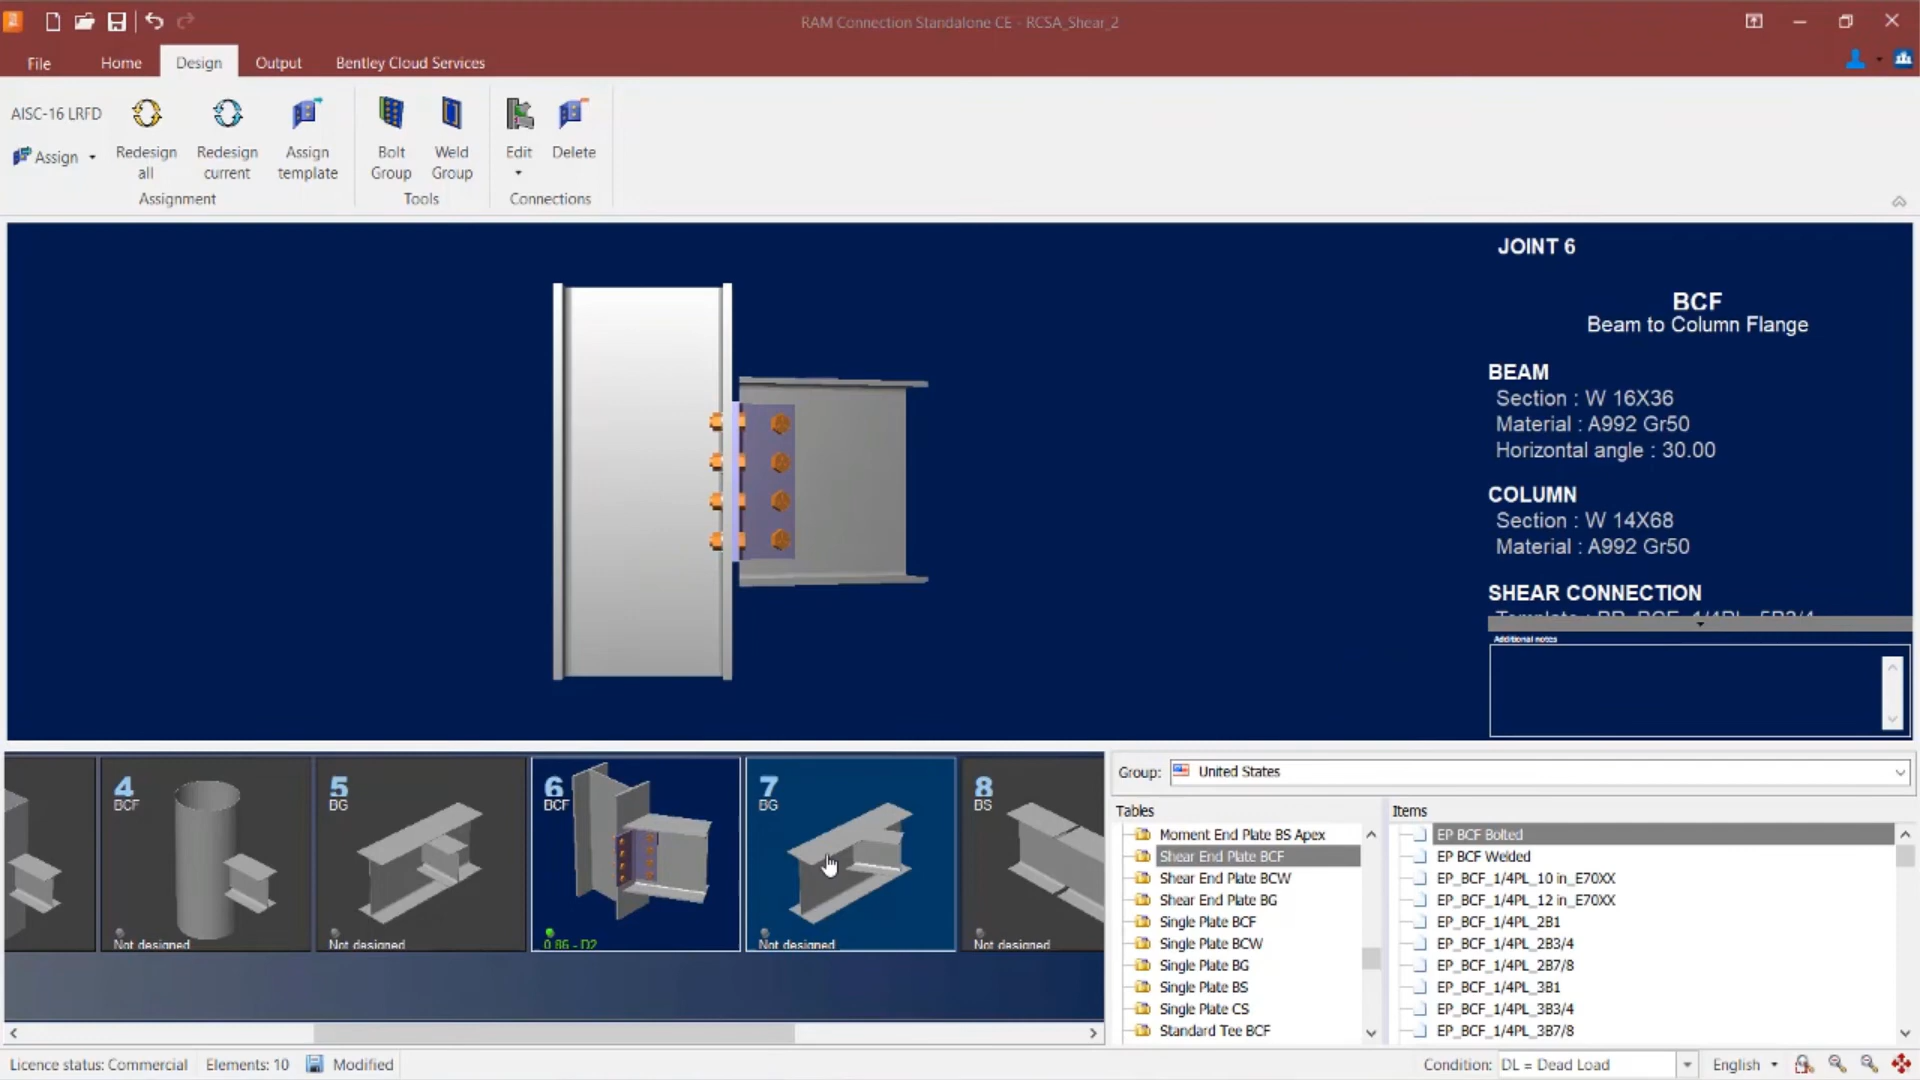 RAM Connection Standalone CE - RCSA_Shear_2
File Home Design Output Bentley Cloud Services
AISC-16 LRFD
Assign
Redesign all
Redesign current
Assign template
Assignment
Bolt Group
Weld Group
Tools
Edit
Delete
Connections
JOINT 6
BCF
Beam to Column Flange
BEAM
Section : W 16X36
Material : A992 Gr50
Horizontal angle : 30.00
COLUMN
Section : W 14X68
Material : A992 Gr50
SHEAR CONNECTION
Additional notes
4
BCF
Not designed
5
BG
Not designed
6
BCF
0.86 - D2
7
BG
Not designed
8
BS
Not designed
Group: United States
Tables
Moment End Plate BS Apex
Shear End Plate BCF
Shear End Plate BCW
Shear End Plate BG
Single Plate BCF
Single Plate BCW
Single Plate BG
Single Plate BS
Single Plate CS
Standard Tee BCF
Items
EP BCF Bolted
EP BCF Welded
EP_BCF_1/4PL_10 in_E70XX
EP_BCF_1/4PL_12 in_E70XX
EP_BCF_1/4PL_2B1
EP_BCF_1/4PL_2B3/4
EP_BCF_1/4PL_2B7/8
EP_BCF_1/4PL_3B1
EP_BCF_1/4PL_3B3/4
EP_BCF_1/4PL_3B7/8
Licence status: Commercial Elements: 10 Modified Condition: DL = Dead Load English